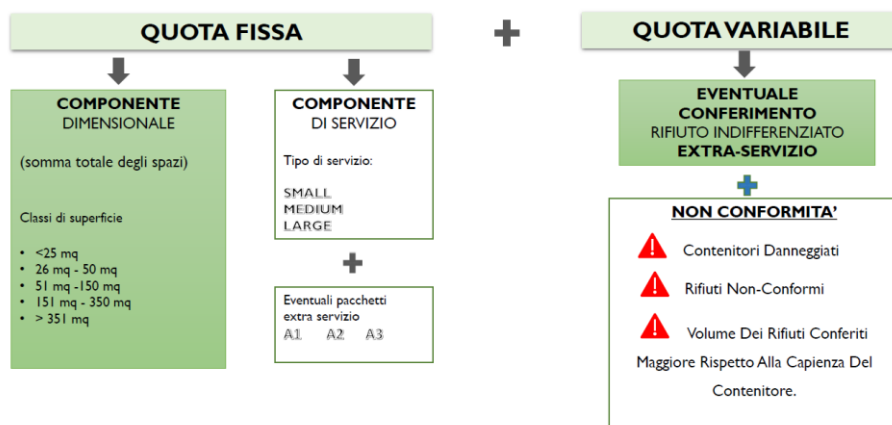 QUOTA FISSA
+
QUOTA VARIABILE
COMPONENTE
DIMENSIONALE
(somma totale degli spazi)
Classi di superficie
• <25 mq
• 26 mq - 50 mq
• 51 mq -150 mq
• 151 mq - 350 mq
• > 351 mq
COMPONENTE
DI SERVIZIO
Tipo di servizio:
SMALL
MEDIUM
LARGE
+
Eventuali pacchetti
extra servizio
A1 A2 A3
EVENTUALE
CONFERIMENTO
RIFIUTO INDIFFERENZIATO
EXTRA-SERVIZIO
+
NON CONFORMITA’
Contenitori Danneggiati
Rifiuti Non-Conformi
Volume Dei Rifiuti Conferiti
Maggiore Rispetto Alla Capienza Del
Contenitore.